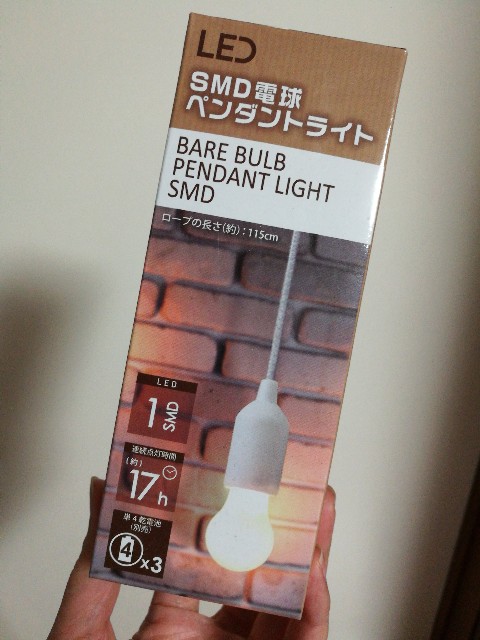 LED
SMD電球
ペンダントライト
BARE BULB
PENDANT LIGHT
SMD
ロープの長さ(約):115cm
LED
1 SMD
連続点灯時間
(約)
17h
単4乾電池
(別売)
4 x3